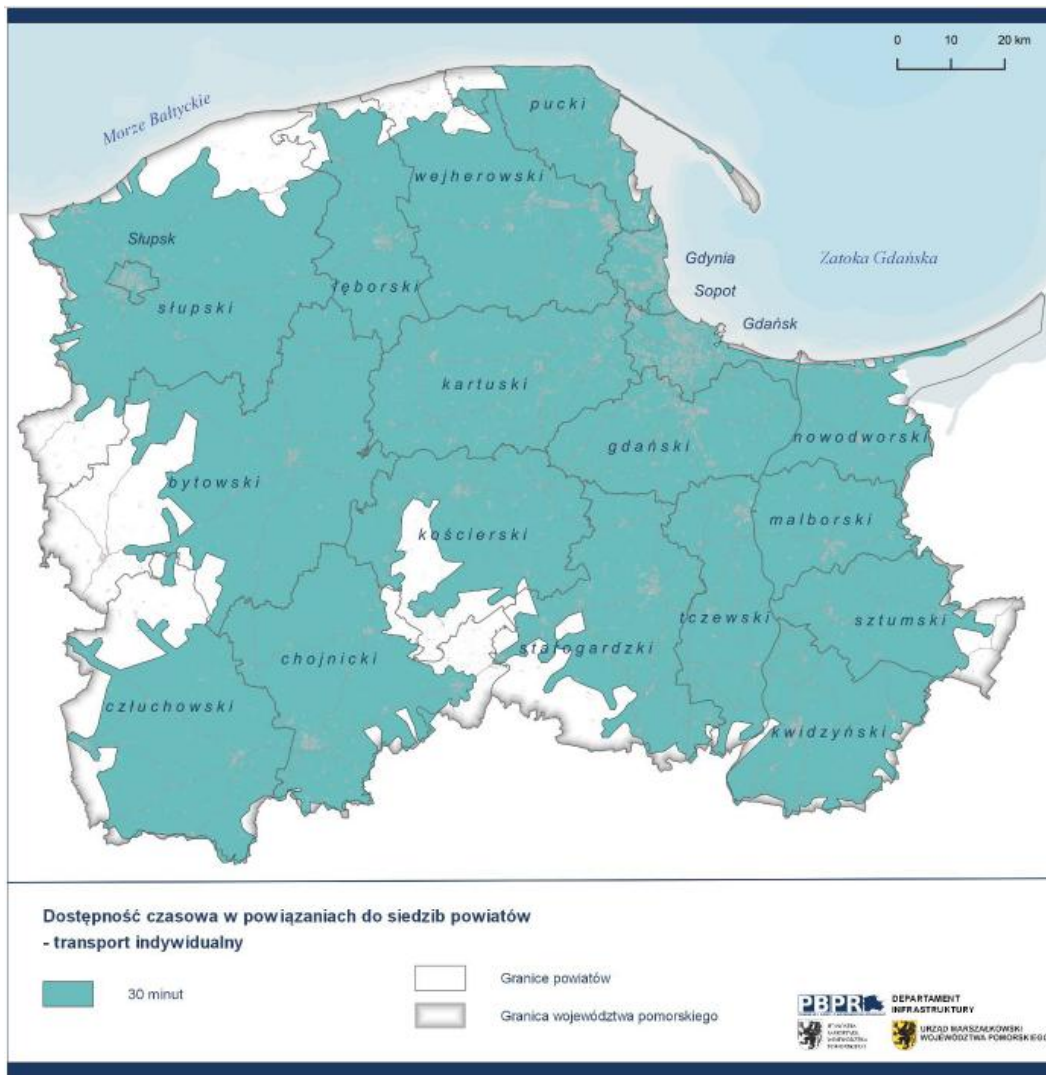 0 10 20 km
Morze Bałtyckie
pucki
wejherowski
Słupsk
Gdynia
Zatoka Gdańska
Sopot
słupski
lęborski
Gdańsk
kartuski
gdański
nowodworski
bytowski
kościerski
malborski
tczewski
sztumski
chojnicki
starogardzki
człuchowski
kwidzyński
Dostępność czasowa w powiązaniach do siedzib powiatów
- transport indywidualny
30 minut
Granice powiatów
Granica województwa pomorskiego
PBPR
DEPARTAMENT
INFRASTRUKTURY
URZĄD MARSZAŁKOWSKI
WOJEWÓDZTWA POMORSKIEGO